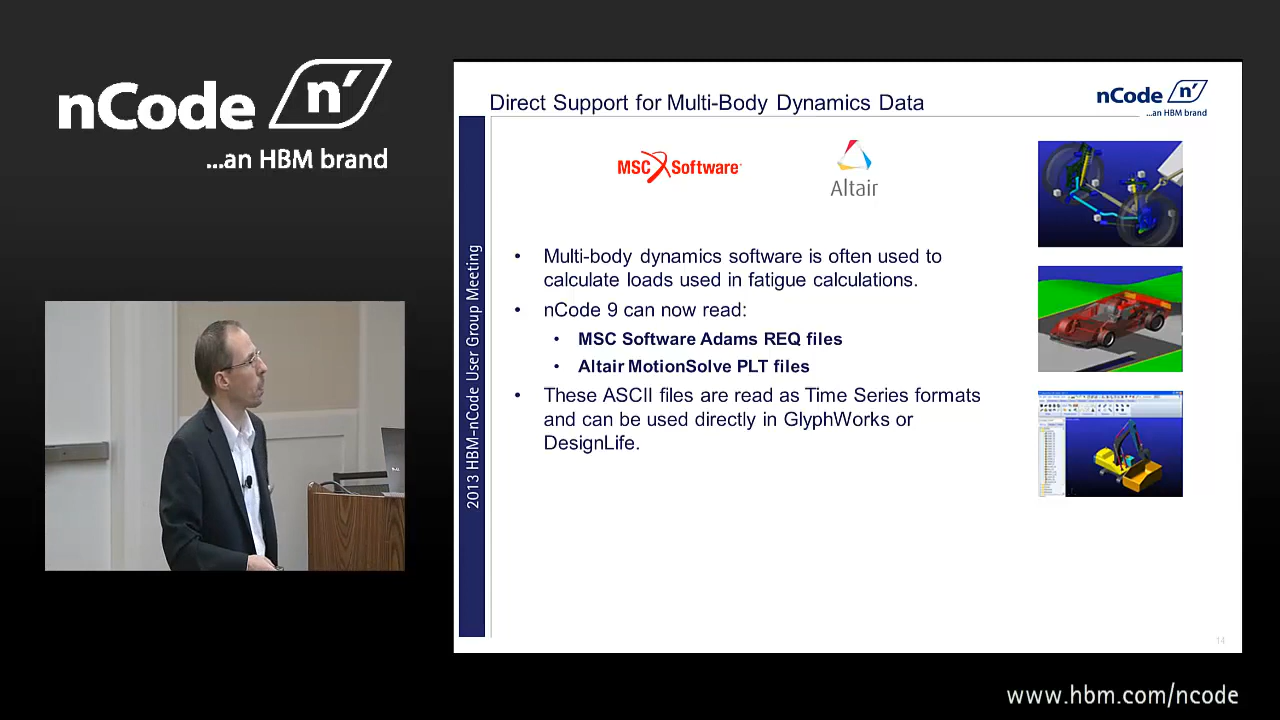 nCode n'
...an HBM brand
Direct Support for Multi-Body Dynamics Data
nCode n'
...an HBM brand
MSC Software
Altair
2013 HBM-nCode User Group Meeting
• Multi-body dynamics software is often used to
calculate loads used in fatigue calculations.
• nCode 9 can now read:
• MSC Software Adams REQ files
• Altair MotionSolve PLT files
• These ASCII files are read as Time Series formats
and can be used directly in GlyphWorks or
DesignLife.
14
www.hbm.com/ncode